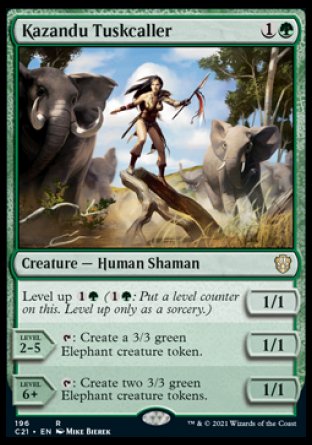 Kazandu Tuskcaller 1
Creature — Human Shaman
Level up 1 (1: Put a level counter
on this. Level up only as a sorcery.)
1/1
LEVEL
2-5
: Create a 3/3 green
Elephant creature token.
1/1
LEVEL
6+
: Create two 3/3 green
Elephant creature tokens.
1/1
196 R
C21 • EN MIKE BIEREK
™ & © 2021 Wizards of the Coast